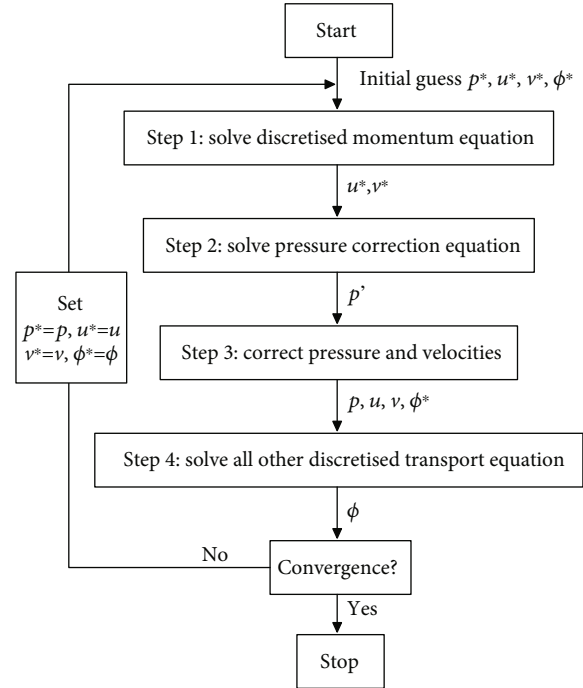 Start
Initial guess p*, u*, v*, ϕ*
Step 1: solve discretised momentum equation
u*,v*
Step 2: solve pressure correction equation
p’
Step 3: correct pressure and velocities
p, u, v, ϕ*
Step 4: solve all other discretised transport equation
ϕ
Convergence?
No
Set
p*=p, u*=u
v*=v, ϕ*=ϕ
Yes
Stop